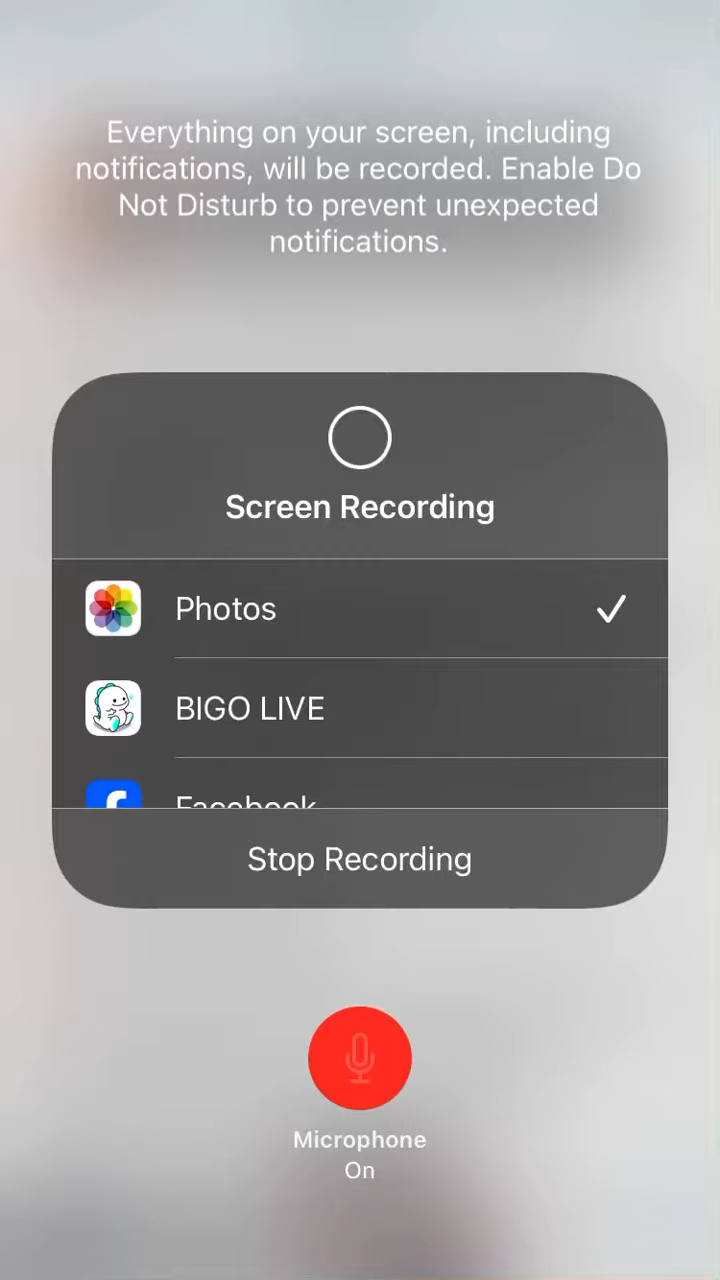 Everything on your screen, including
notifications, will be recorded. Enable Do
Not Disturb to prevent unexpected
notifications.
Screen Recording
Photos
BIGO LIVE
Facebook
Stop Recording
Microphone
On